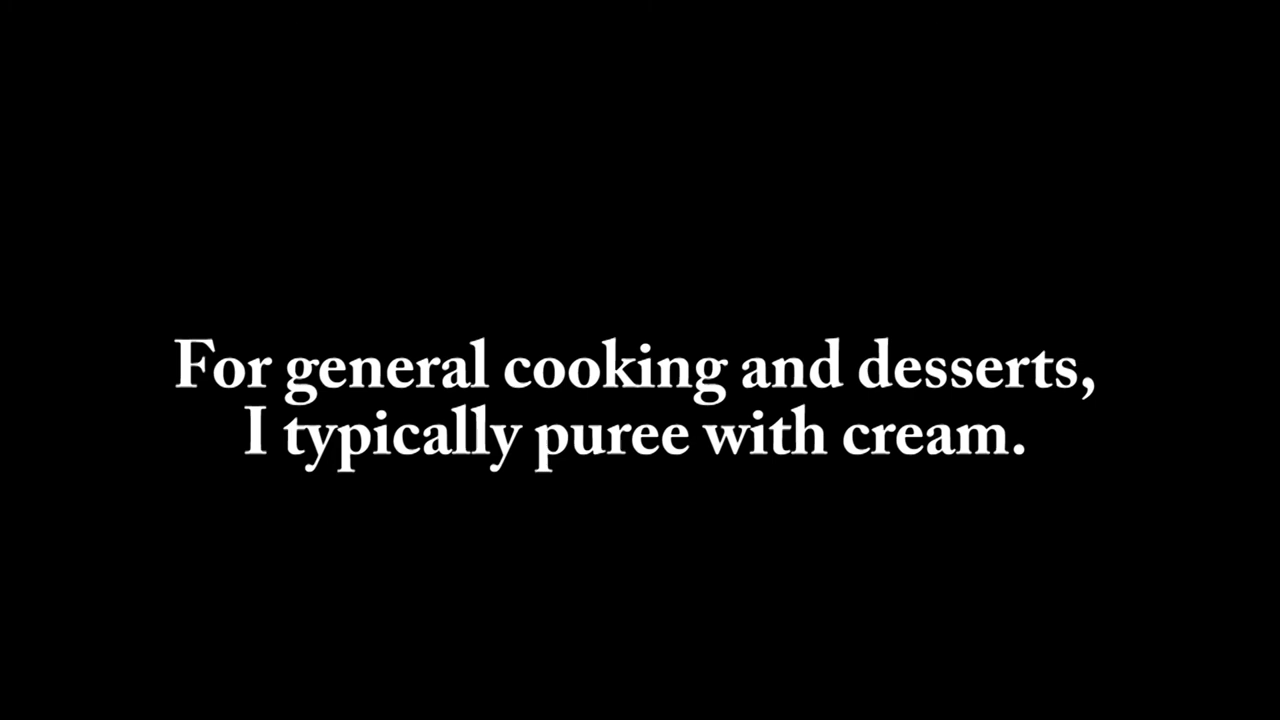 For general cooking and desserts,
I typically puree with cream.